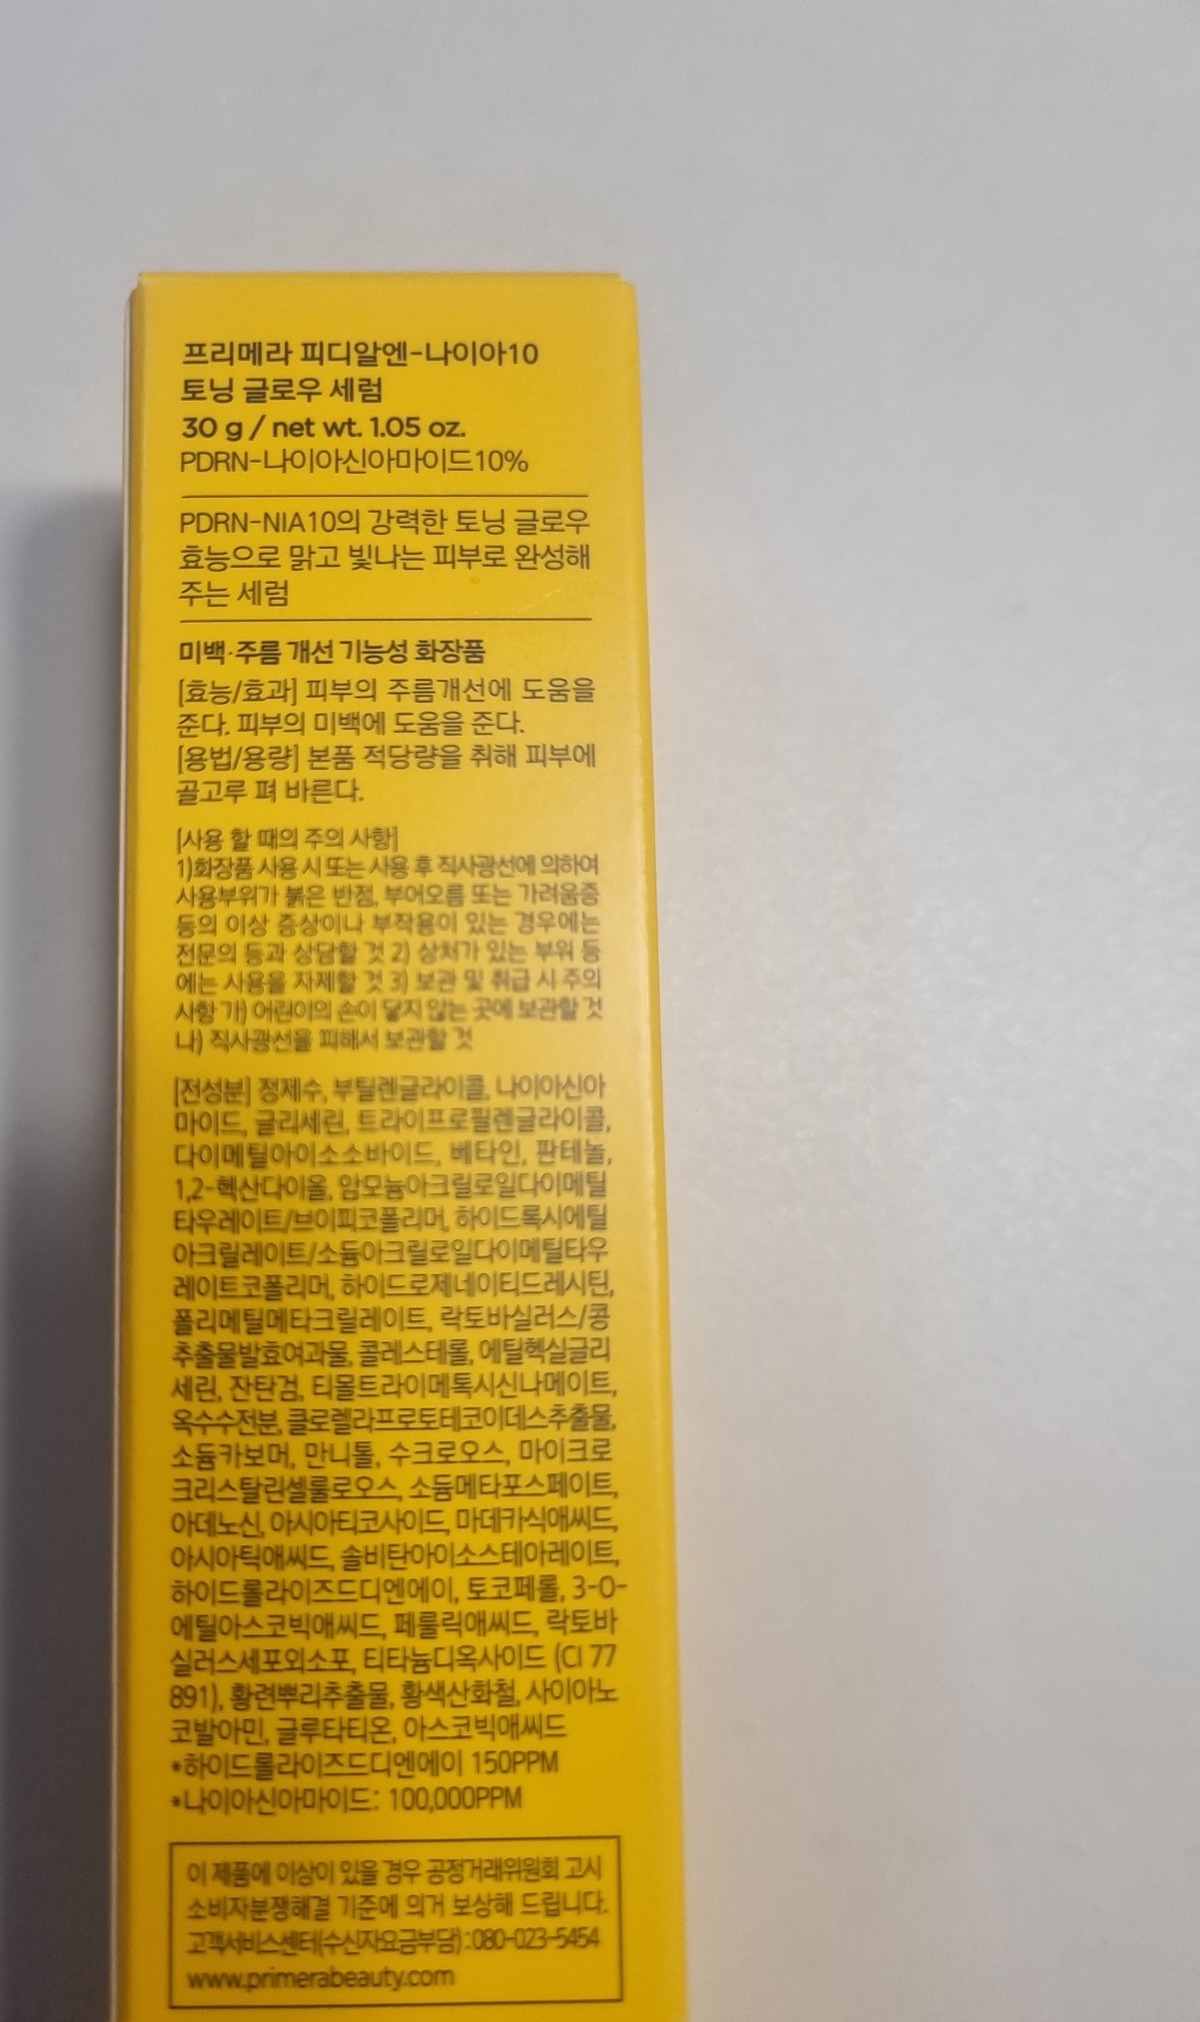 프리메라 피디알엔-나이아10
토닝 글로우 세럼
30 g / net wt. 1.05 oz.
PDRN-나이아신아마이드10%
PDRN-NIA10의 강력한 토닝 글로우
효능으로 맑고 빛나는 피부로 완성해
주는 세럼
미백·주름 개선 기능성 화장품
[효능/효과] 피부의 주름개선에 도움을
준다. 피부의 미백에 도움을 준다.
[용법/용량] 본품 적당량을 취해 피부에
골고루 펴 바른다.
[사용 할 때의 주의 사항]
1)화장품 사용 시 또는 사용 후 직사광선에 의하여
사용부위가 붉은 반점, 부어오름 또는 가려움증
등의 이상 증상이나 부작용이 있는 경우에는
전문의 등과 상담할 것 2) 상처가 있는 부위 등
에는 사용을 자제할 것 3) 보관 및 취급 시 주의
사항 가) 어린이의 손이 닿지 않는 곳에 보관할 것
나) 직사광선을 피해서 보관할 것
[전성분] 정제수, 부틸렌글라이콜, 나이아신아
마이드, 글리세린, 트라이프로필렌글라이콜,
다이메틸아이소소바이드, 베타인, 판테놀,
1,2-헥산다이올, 암모늄아크릴로일다이메틸
타우레이트/브이피코폴리머, 하이드록시에틸
아크릴레이트/소듐아크릴로일다이메틸타우
레이트코폴리머, 하이드로제네이티드레시틴,
폴리메틸메타크릴레이트, 락토바실러스/콩
추출물발효여과물, 콜레스테롤, 에틸헥실글리
세린, 잔탄검, 티몰트라이메톡시신나메이트,
옥수수전분, 클로렐라프로토테코이데스추출물,
소듐카보머, 만니톨, 수크로오스, 마이크로
크리스탈린셀룰로오스, 소듐메타포스페이트,
아데노신, 아시아티코사이드, 마데카식애씨드,
아시아틱애씨드, 솔비탄아이소스테아레이트,
하이드롤라이즈드디엔에이, 토코페롤, 3-O-
에틸아스코빅애씨드, 페룰릭애씨드, 락토바
실러스세포외소포, 티타늄디옥사이드 (CI 77
891), 황련뿌리추출물, 황색산화철, 사이아노
코발아민, 글루타티온, 아스코빅애씨드
*하이드롤라이즈드디엔에이 150PPM
*나이아신아마이드: 100,000PPM
이 제품에 이상이 있을 경우 공정거래위원회 고시
소비자분쟁해결 기준에 의거 보상해 드립니다.
고객서비스센터(수신자요금부담):080-023-5454
www.primerabeauty.com